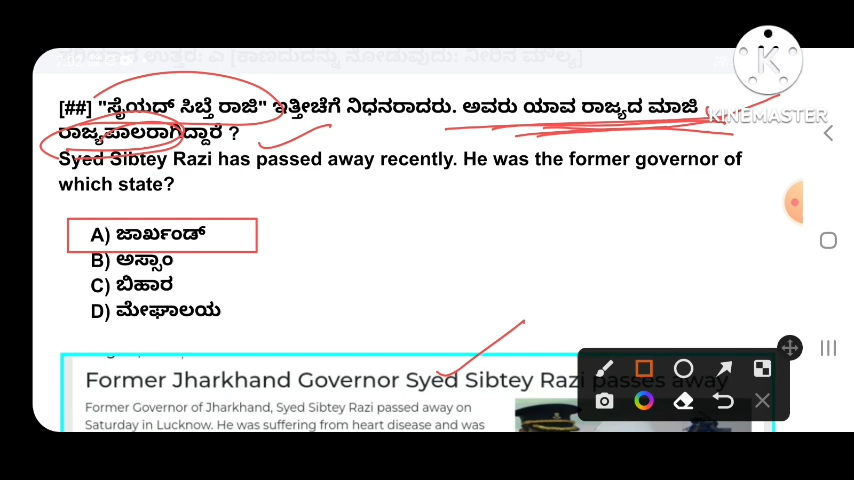 [##] "ಸೈಯದ್ ಸಿಬ್ತೆ ರಾಜಿ" ಇತ್ತೀಚೆಗೆ ನಿಧನರಾದರು. ಅವರು ಯಾವ ರಾಜ್ಯದ ಮಾಜಿ
ರಾಜ್ಯಪಾಲರಾಗಿದ್ದಾರೆ ?
Syed Sibtey Razi has passed away recently. He was the former governor of
which state?
A) ಜಾರ್ಖಂಡ್
B) ಅಸ್ಸಾಂ
C) ಬಿಹಾರ
D) ಮೇಘಾಲಯ
Former Jharkhand Governor Syed Sibtey Razi passes away
Former Governor of Jharkhand, Syed Sibtey Razi passed away on
Saturday in Lucknow. He was suffering from heart disease and was
K
KINEMASTER